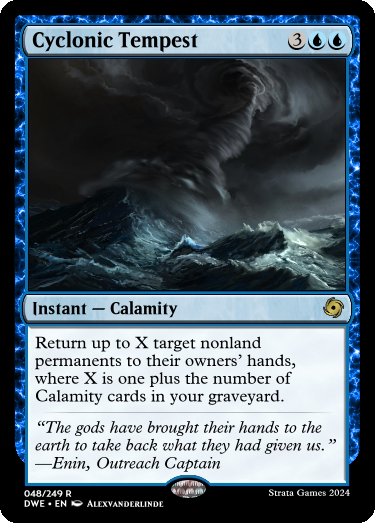 Cyclonic Tempest 3
Instant — Calamity
Return up to X target nonland
permanents to their owners' hands,
where X is one plus the number of
Calamity cards in your graveyard.
“The gods have brought their hands to the
earth to take back what they had given us.”
—Enin, Outreach Captain
048/249 R
DWE • EN ALEXVANDERLINDE
Strata Games 2024